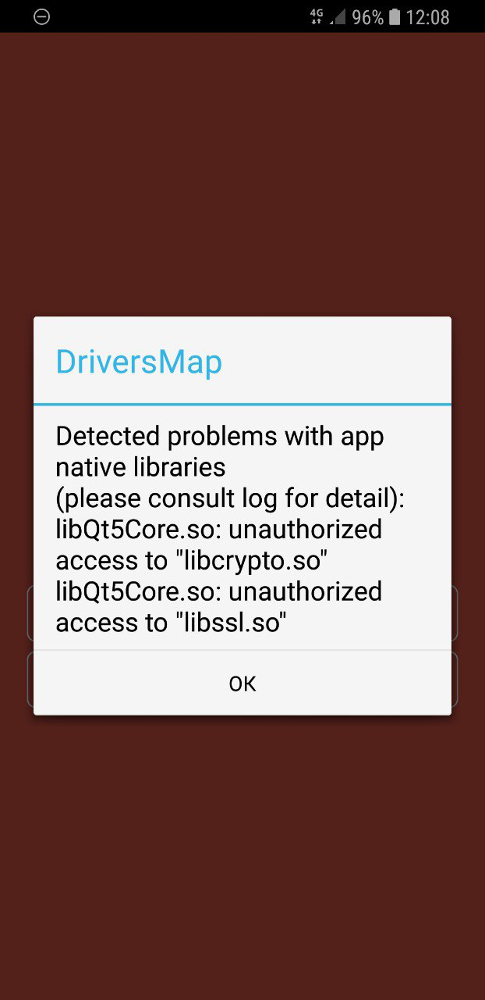 4G 96% 12:08
DriversMap
Detected problems with app
native libraries
(please consult log for detail):
libQt5Core.so: unauthorized
access to "libcrypto.so"
libQt5Core.so: unauthorized
access to "libssl.so"
OK